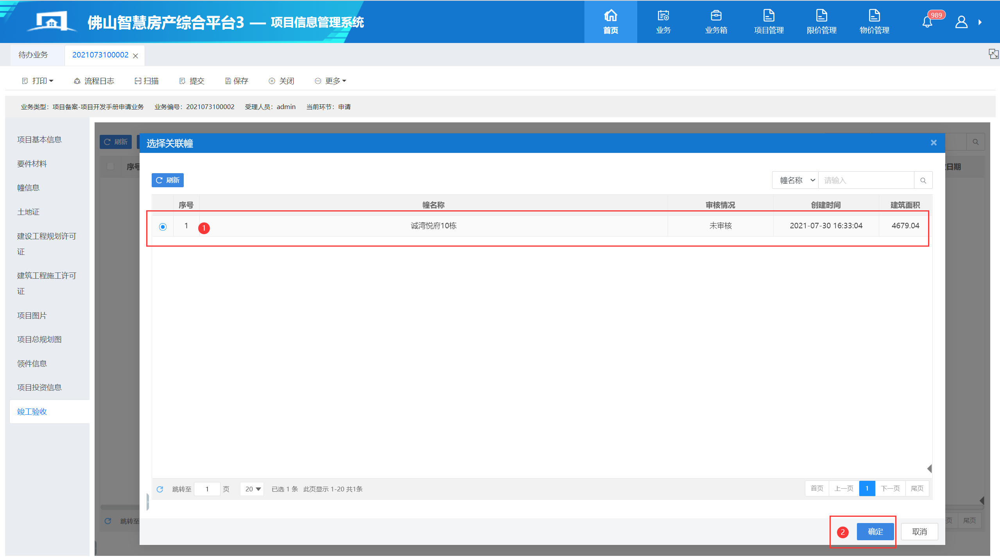 佛山智慧房产综合平台3 — 项目信息管理系统
首页
业务
业务箱
项目管理
限价管理
物价管理
989
待办业务
2021073100002
打印
流程日志
扫描
提交
保存
关闭
更多
业务类型：项目备案-项目开发手册申请业务 业务编号：2021073100002 受理人员：admin 当前环节：申请
项目基本信息
要件材料
幢信息
土地证
建设工程规划许可
证
建筑工程施工许可
证
项目图片
项目总规划图
领件信息
项目投资信息
竣工验收
刷新
序号
日期
跳转至
页
尾页
选择关联幢
刷新
幢名称
请输入
序号 幢名称 审核情况 创建时间 建筑面积
1 诚湾悦府10栋 未审核 2021-07-30 16:33:04 4679.04
1
跳转至 1 页 20 已选 1 条 此页显示 1-20 共1条
首页 上一页 1 下一页 尾页
2
确定
取消